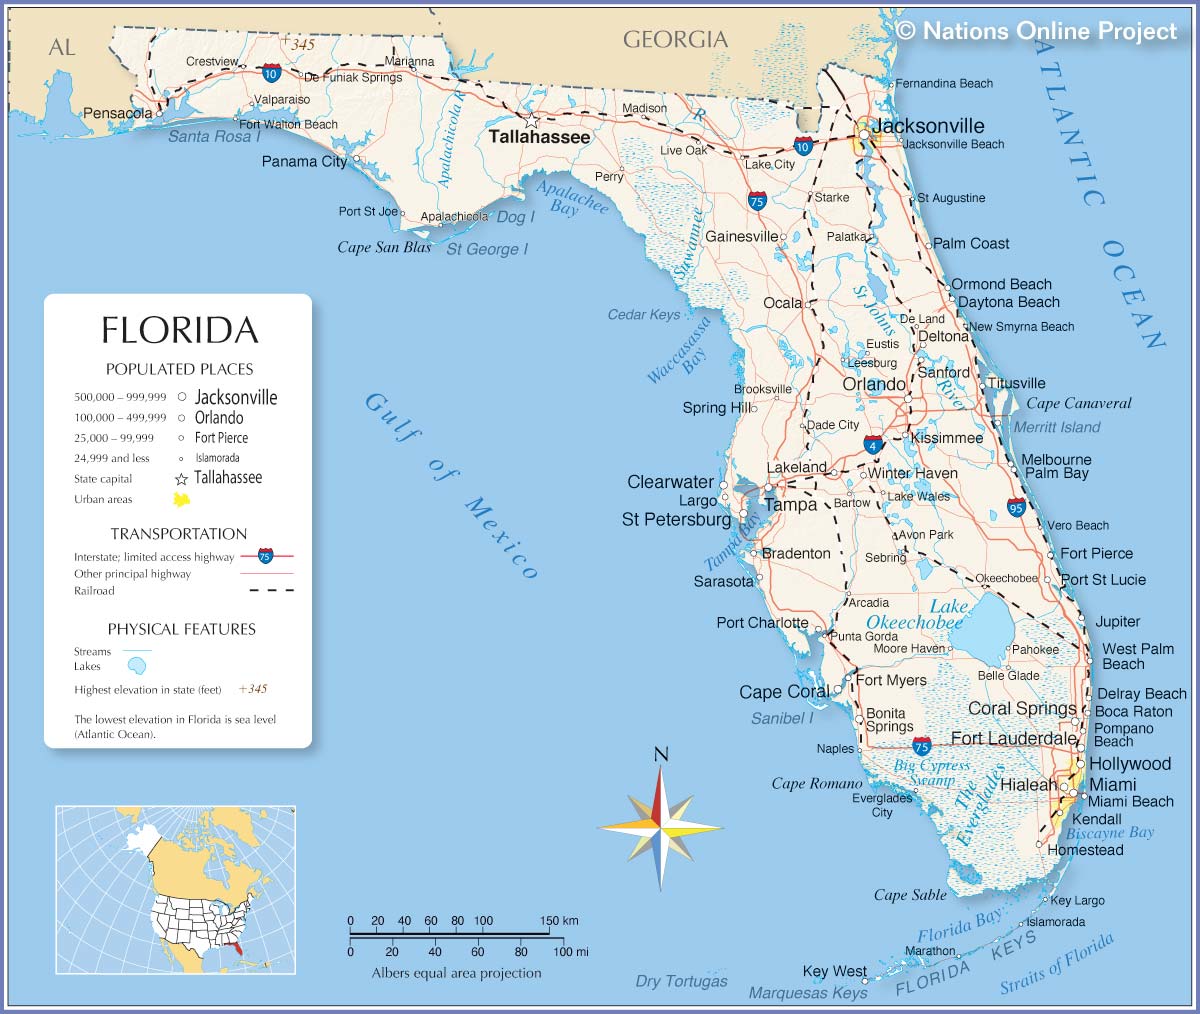 © Nations Online Project
AL
GEORGIA
ATLANTIC OCEAN
+345
Crestview
10
De Funiak Springs
Marianna
Pensacola
Valparaiso
Fort Walton Beach
Santa Rosa I
Panama City
Apalachicola R
Tallahassee
Madison
R
Live Oak
Perry
Port St Joe
Apalachicola
Dog I
Cape San Blas
St George I
Apalachee
Bay
Fernandina Beach
Jacksonville
Jacksonville Beach
10
Lake City
75
Starke
St Augustine
Suwannee
Gainesville
Palatka
Palm Coast
Ocala
St Johns
River
Ormond Beach
Daytona Beach
Cedar Keys
Waccasassa
Bay
De Land
New Smyrna Beach
Deltona
Eustis
Leesburg
Sanford
Titusville
Brooksville
Orlando
Cape Canaveral
Spring Hill
Dade City
Merritt Island
4
Kissimmee
Lakeland
Winter Haven
Melbourne
Palm Bay
Clearwater
Largo
St Petersburg
Tampa
Tampa Bay
Bartow
Lake Wales
95
Vero Beach
Avon Park
Bradenton
Sebring
Fort Pierce
Sarasota
Okeechobee
Port St Lucie
Arcadia
Lake
Okeechobee
Jupiter
Port Charlotte
Punta Gorda
Moore Haven
Pahokee
West Palm
Beach
Belle Glade
Fort Myers
Cape Coral
Delray Beach
Sanibel I
Bonita
Springs
Coral Springs
Boca Raton
Pompano
Beach
Fort Lauderdale
Naples
75
Big Cypress
Swamp
Hollywood
Cape Romano
The
Everglades
Hialeah
Miami
Everglades
City
Miami Beach
Kendall
Biscayne Bay
Homestead
Cape Sable
Florida Bay
Key Largo
Islamorada
Marathon
FLORIDA KEYS
Straits of Florida
Key West
Dry Tortugas
Marquesas Keys
Gulf of Mexico
FLORIDA
POPULATED PLACES
500,000 – 999,999 Jacksonville
100,000 – 499,999 Orlando
25,000 – 99,999 Fort Pierce
24,999 and less Islamorada
State capital Tallahassee
Urban areas
TRANSPORTATION
Interstate; limited access highway 75
Other principal highway
Railroad
PHYSICAL FEATURES
Streams
Lakes
Highest elevation in state (feet) +345
The lowest elevation in Florida is sea level
(Atlantic Ocean).
N
0 20 40 60 80 100 150 km
0 20 40 60 80 100 mi
Albers equal area projection